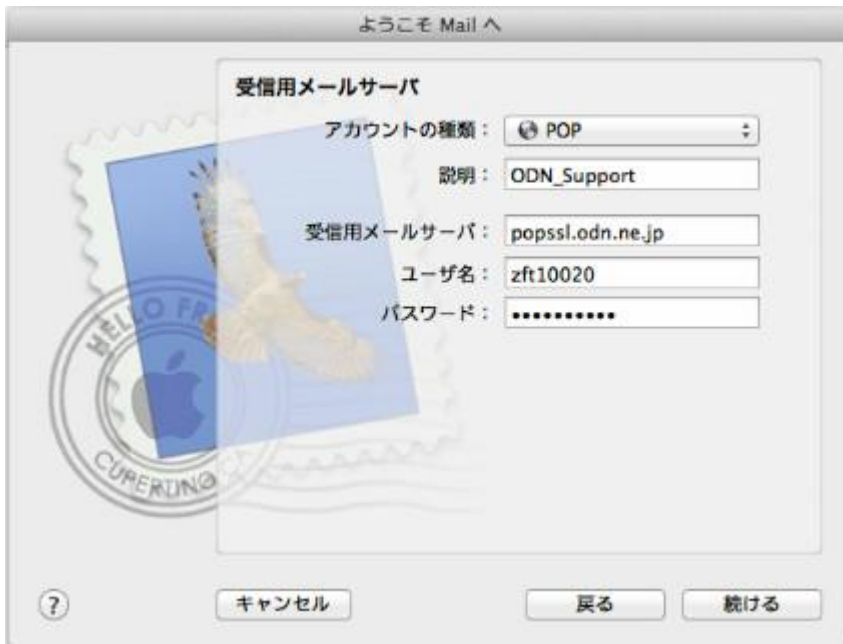 ようこそ Mail へ
受信用メールサーバ
アカウントの種類： POP
説明： ODN_Support
受信用メールサーバ： popssl.odn.ne.jp
ユーザ名： zft10020
パスワード： ••••••••••
HELLO FR
CUPERTINO
? キャンセル 戻る 続ける